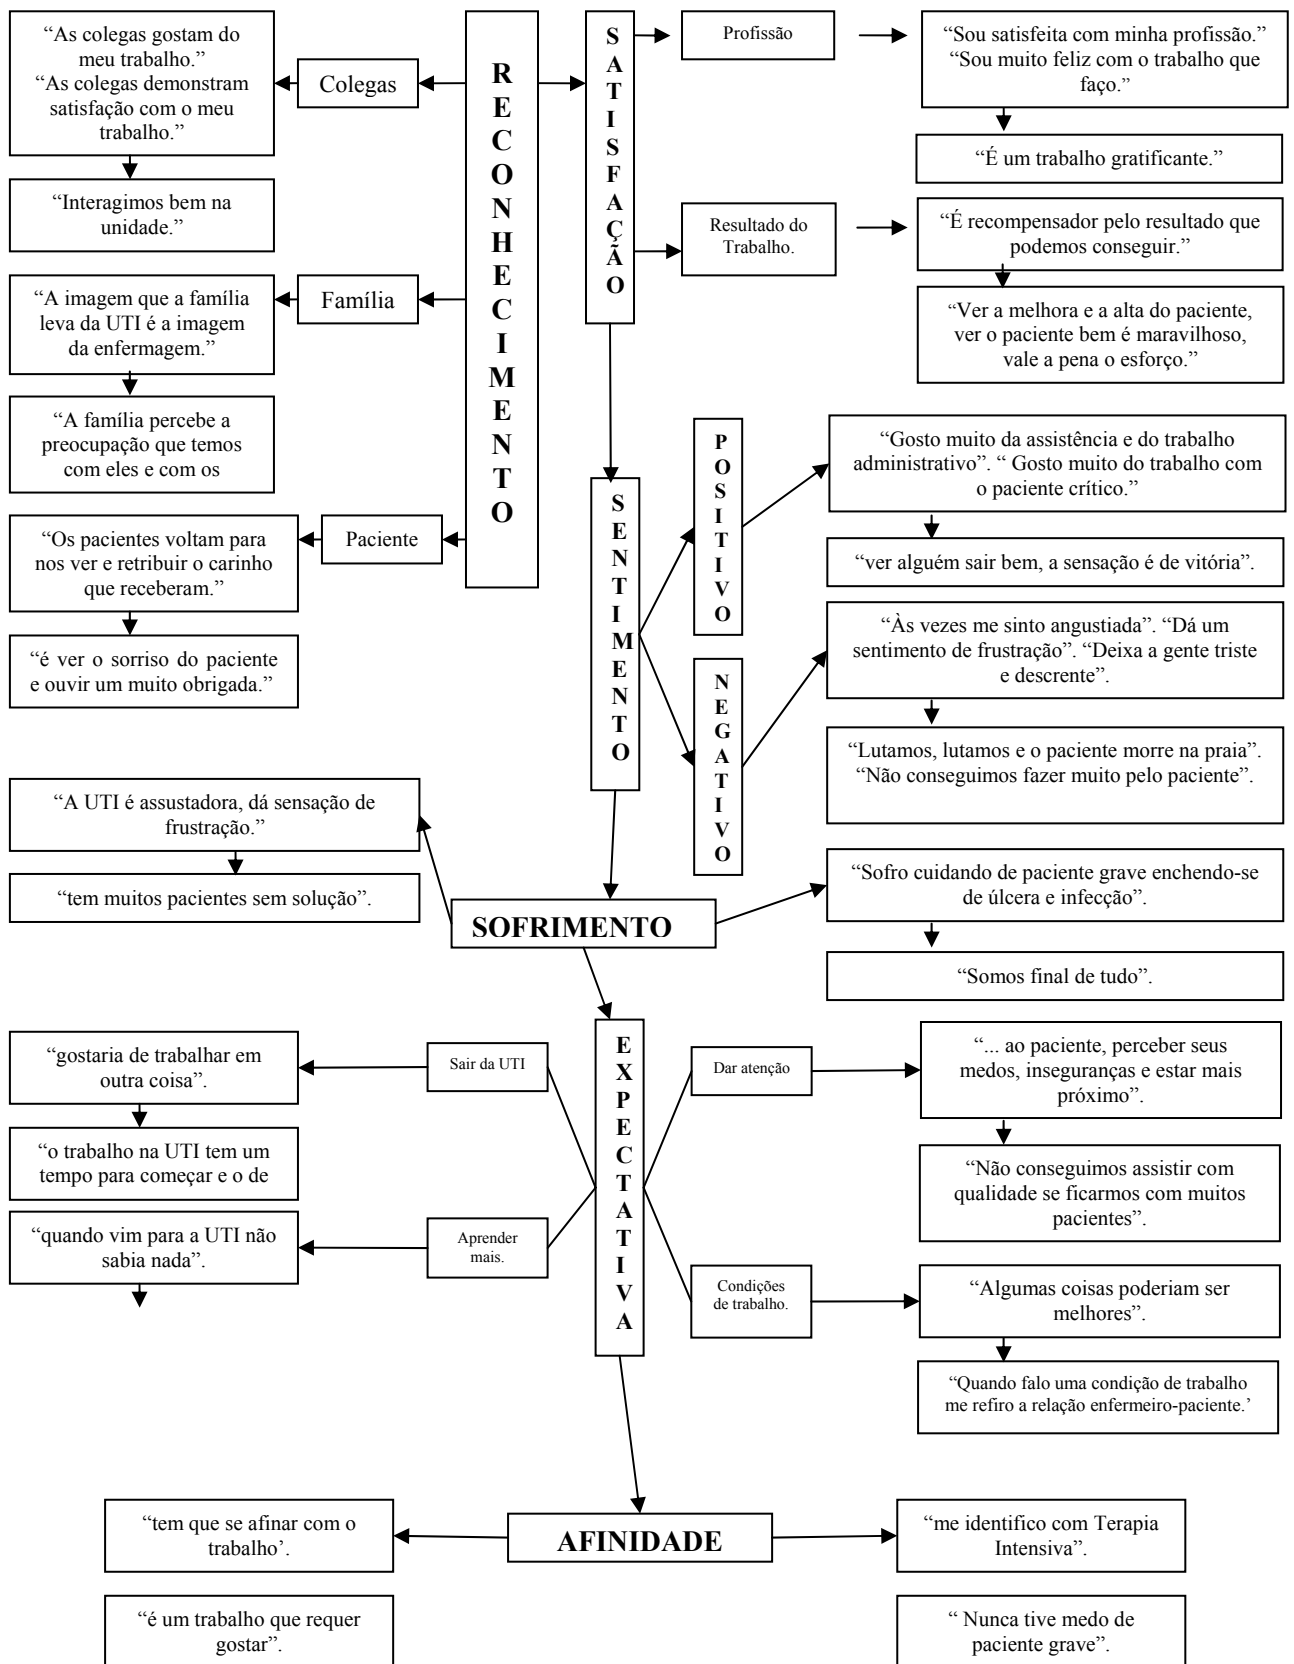 “As colegas gostam do
meu trabalho.”
“As colegas demonstram
satisfação com o meu
trabalho.”
Colegas
“Interagimos bem na
unidade.”
“A imagem que a família
leva da UTI é a imagem
da enfermagem.”
Família
“A família percebe a
preocupação que temos
com eles e com os
“Os pacientes voltam para
nos ver e retribuir o carinho
que receberam.”
Paciente
“é ver o sorriso do paciente
e ouvir um muito obrigada.”
RECONHECIMENTO
SATISFAÇÃO
Profissão
“Sou satisfeita com minha profissão.”
“Sou muito feliz com o trabalho que
faço.”
“É um trabalho gratificante.”
Resultado do
Trabalho.
“É recompensador pelo resultado que
podemos conseguir.”
“Ver a melhora e a alta do paciente,
ver o paciente bem é maravilhoso,
vale a pena o esforço.”
SENTIMENTO
POSITIVO
“Gosto muito da assistência e do trabalho
administrativo”. “ Gosto muito do trabalho com
o paciente crítico.”
“ver alguém sair bem, a sensação é de vitória”.
NEGATIVO
“Às vezes me sinto angustiada”. “Dá um
sentimento de frustração”. “Deixa a gente triste
e descrente”.
“Lutamos, lutamos e o paciente morre na praia”.
“Não conseguimos fazer muito pelo paciente”.
“A UTI é assustadora, dá sensação de
frustração.”
“tem muitos pacientes sem solução”.
SOFRIMENTO
“Sofro cuidando de paciente grave enchendo-se
de úlcera e infecção”.
“Somos final de tudo”.
“gostaria de trabalhar em
outra coisa”.
Sair da UTI
“o trabalho na UTI tem um
tempo para começar e o de
“quando vim para a UTI não
sabia nada”.
Aprender
mais.
EXPECTATIVA
Dar atenção
“... ao paciente, perceber seus
medos, inseguranças e estar mais
próximo”.
“Não conseguimos assistir com
qualidade se ficarmos com muitos
pacientes”.
Condições
de trabalho.
“Algumas coisas poderiam ser
melhores”.
“Quando falo uma condição de trabalho
me refiro a relação enfermeiro-paciente.’
“tem que se afinar com o
trabalho’.
AFINIDADE
“me identifico com Terapia
Intensiva”.
“é um trabalho que requer
gostar”.
“ Nunca tive medo de
paciente grave”.